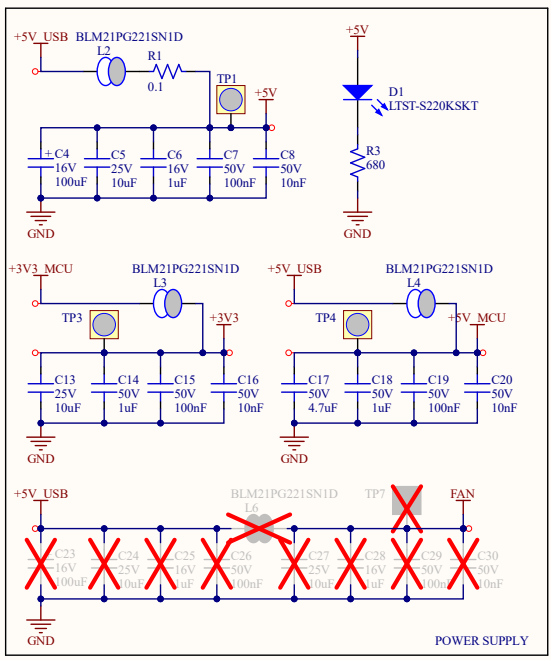 +5V_USB BLM21PG221SN1D
L2 R1
0.1
TP1
+5V
+ C4 16V 100uF
C5 25V 10uF
C6 16V 1uF
C7 50V 100nF
C8 50V 10nF
GND
+5V
D1
LTST-S220KSKT
R3
680
GND
+3V3_MCU BLM21PG221SN1D
L3
TP3
+3V3
C13 25V 10uF
C14 50V 1uF
C15 50V 100nF
C16 50V 10nF
GND
+5V_USB BLM21PG221SN1D
L4
TP4
+5V_MCU
C17 50V 4.7uF
C18 50V 1uF
C19 50V 100nF
C20 50V 10nF
GND
+5V_USB BLM21PG221SN1D TP7 FAN
L6
C23 16V 100uF
C24 25V 10uF
C25 16V 1uF
C26 50V 100nF
C27 25V 10uF
C28 16V 1uF
C29 50V 100nF
C30 50V 10nF
GND
POWER SUPPLY